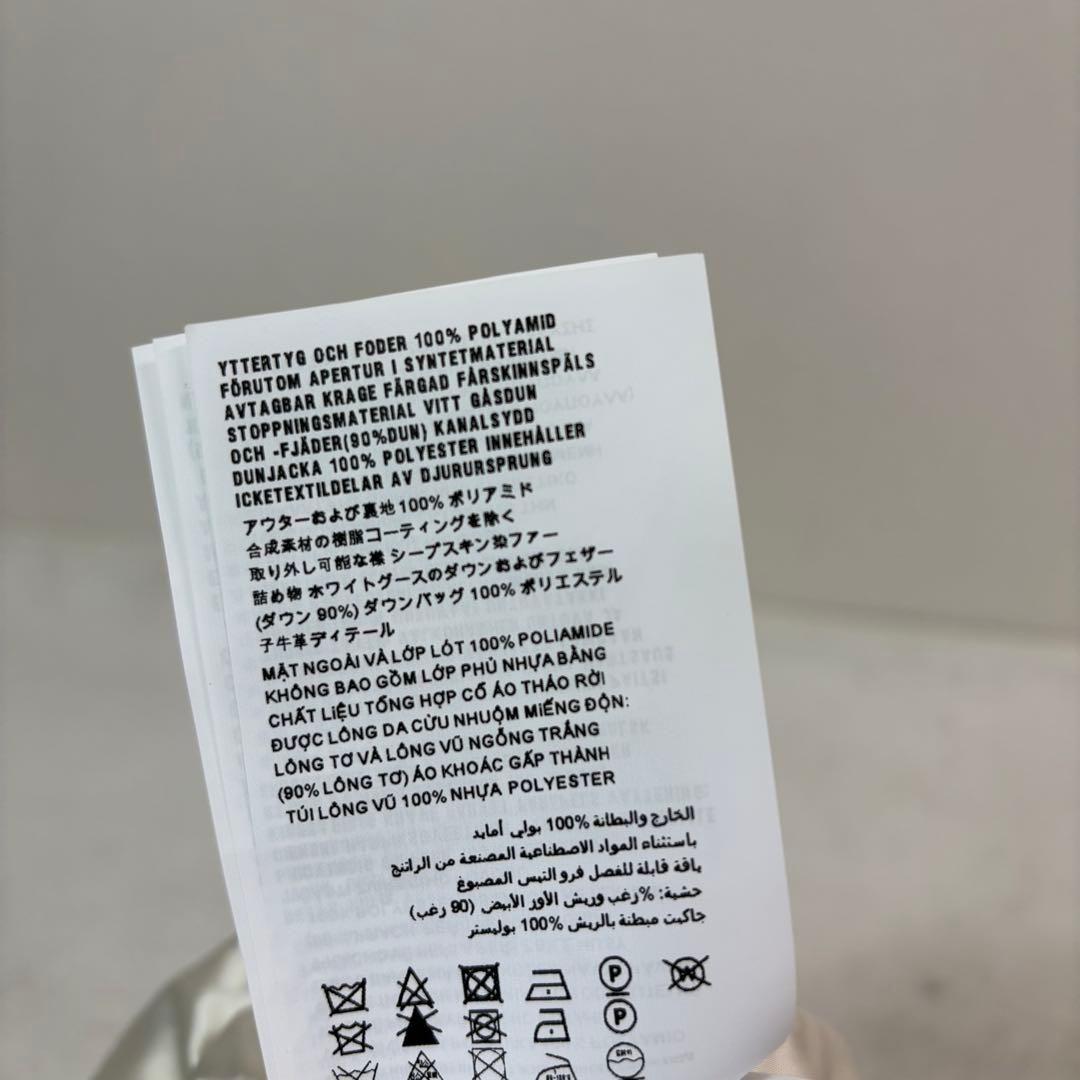 YTTERTYG OCH FODER 100% POLYAMID
FÖRUTOM APERTUR I SYNTETMATERIAL
AVTAGBAR KRAGE FÄRGAD FÅRSKINNSPÄLS
STOPPNINGSMATERIAL VITT GÅSDUN
OCH -FJÄDER(90%DUN) KANALSYDD
DUNJACKA 100% POLYESTER INNEHÅLLER
ICKETEXTILDELAR AV DJURURSPRUNG
アウターおよび裏地100% ポリアミド
合成素材の樹脂コーティングを除く
取り外し可能な襟 シープスキン染ファー
詰め物 ホワイトグースのダウンおよびフェザー
(ダウン 90%) ダウンバッグ 100% ポリエステル
子牛革ディテール
MẶT NGOÀI VÀ LỚP LÓT 100% POLIAMIDE
KHÔNG BAO GỒM LỚP PHỦ NHỰA BẰNG
CHẤT LIỆU TỔNG HỢP CỔ ÁO THÁO RỜI
ĐƯỢC LÔNG DA CỪU NHUỘM MIẾNG ĐỘN:
LÔNG TƠ VÀ LÔNG VŨ NGỖNG TRẮNG
(90% LÔNG TƠ) ÁO KHOÁC GẤP THÀNH
TÚI LÔNG VŨ 100% NHỰA POLYESTER
الخارج والبطانة %100 بولي أمايد
باستثناء المواد الاصطناعية المصنعة من الراتنج
ياقة قابلة للفصل فرو التيس المصبوغ
حشية: %رغب وريش الأوز الأبيض (90 رغب)
جاكيت مبطنة بالريش %100 بوليستر
P W
P